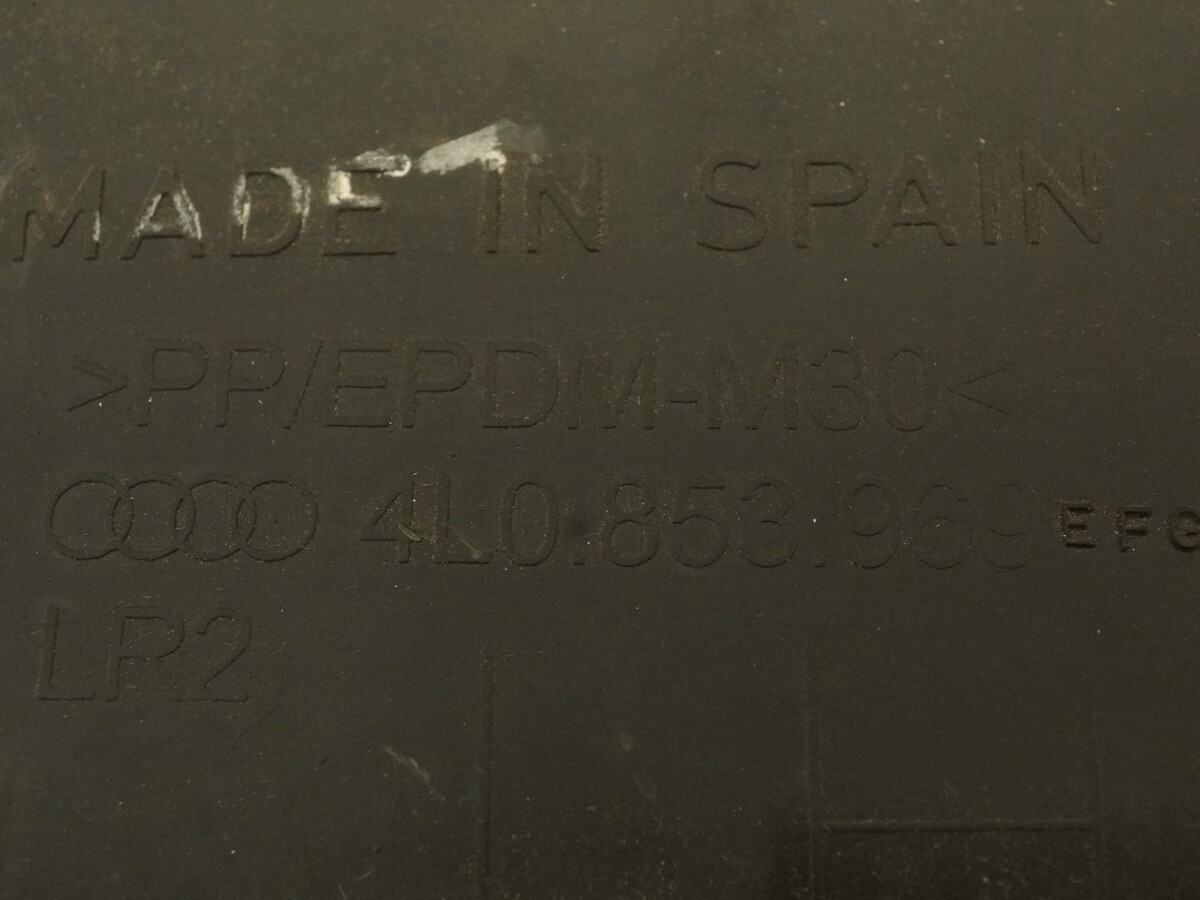 MADE IN SPAIN
>PP/EPDM-M30<
4L0.853.969 EFG
LR2